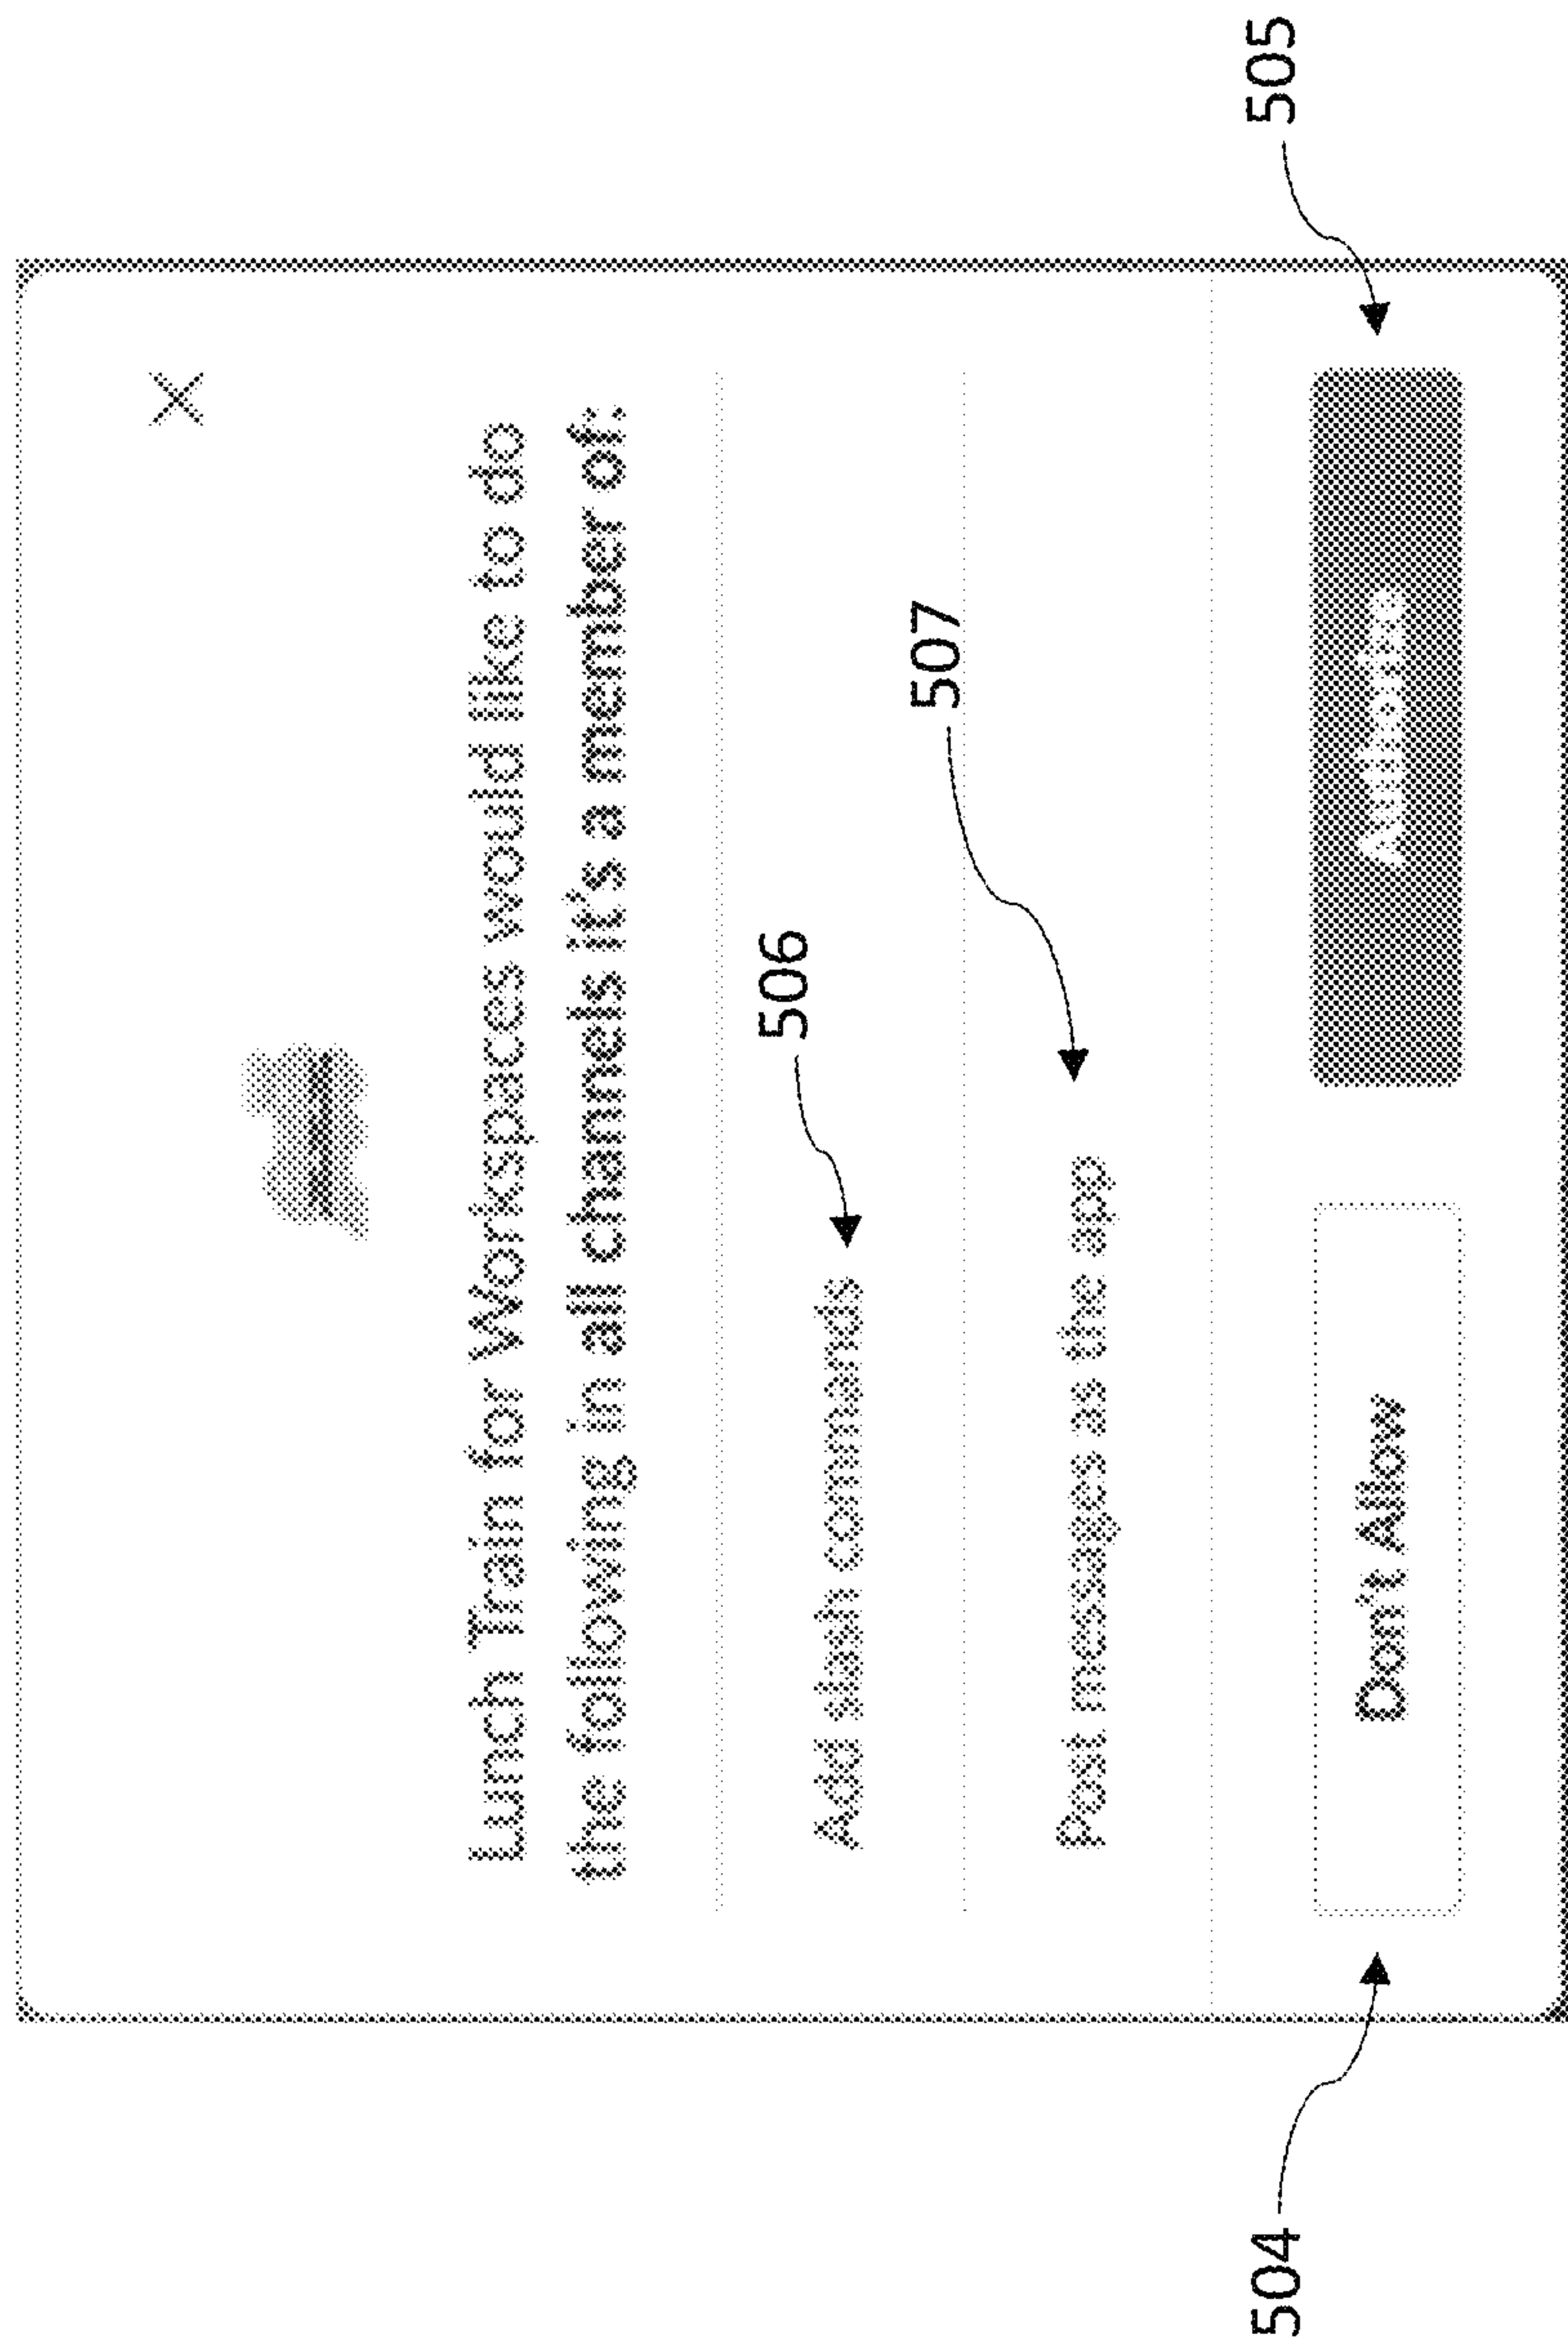 Lunch Train for Workspaces would like to do
the following in all channels it's a member of:
506
Add slash commands
507
Post messages as the app
504
Don't Allow
Authorize
505